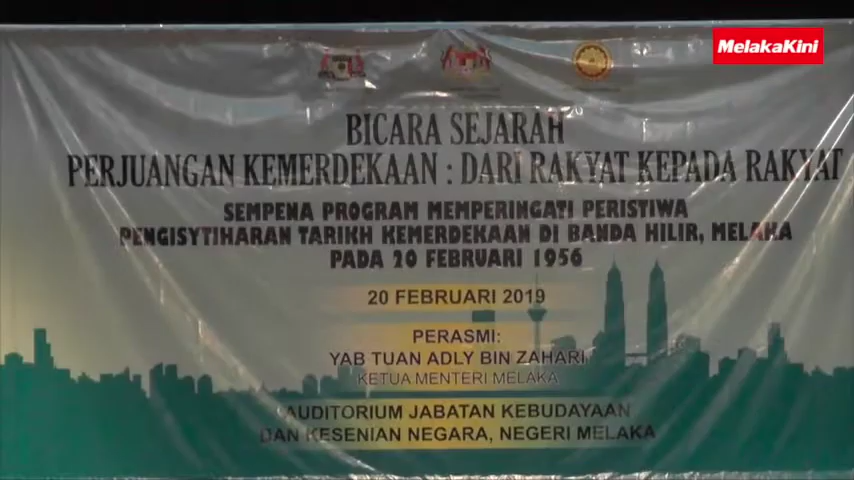 MelakaKini
BICARA SEJARAH
PERJUANGAN KEMERDEKAAN : DARI RAKYAT KEPADA RAKYAT
SEMPENA PROGRAM MEMPERINGATI PERISTIWA
PENGISYTIHARAN TARIKH KEMERDEKAAN DI BANDA HILIR, MELAKA
PADA 20 FEBRUARI 1956
20 FEBRUARI 2019
PERASMI:
YAB TUAN ADLY BIN ZAHARI
KETUA MENTERI MELAKA
AUDITORIUM JABATAN KEBUDAYAAN
DAN KESENIAN NEGARA, NEGERI MELAKA